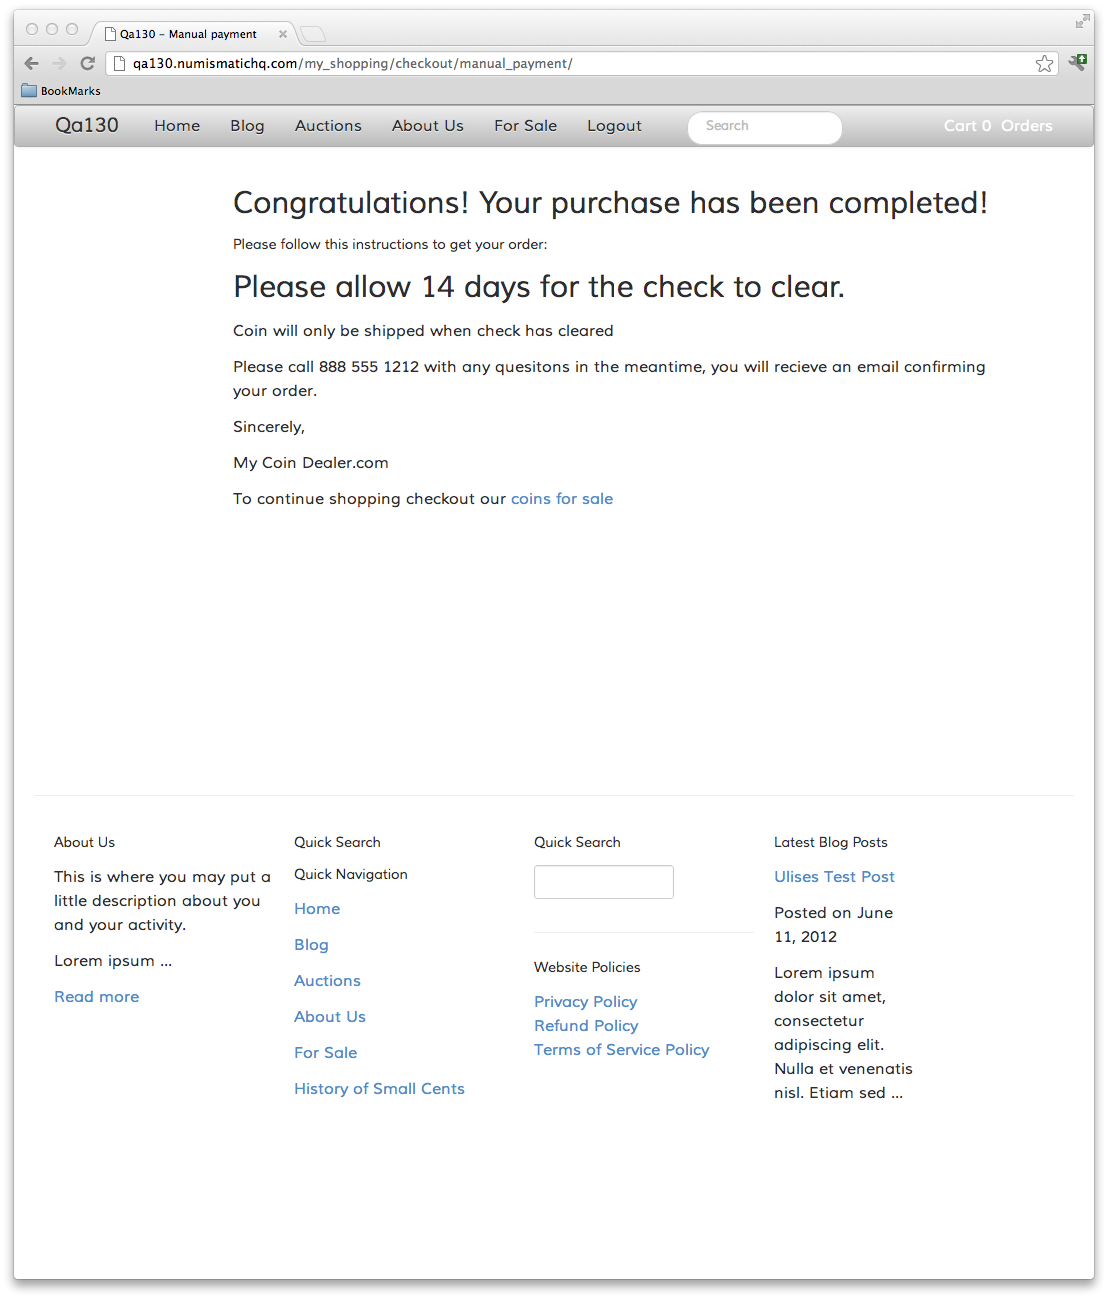 Qa130 – Manual payment
qa130.numismatichq.com/my_shopping/checkout/manual_payment/
BookMarks
Qa130 Home Blog Auctions About Us For Sale Logout Search Cart 0 Orders
Congratulations! Your purchase has been completed!
Please follow this instructions to get your order:
Please allow 14 days for the check to clear.
Coin will only be shipped when check has cleared
Please call 888 555 1212 with any quesitons in the meantime, you will recieve an email confirming
your order.
Sincerely,
My Coin Dealer.com
To continue shopping checkout our coins for sale
About Us
This is where you may put a
little description about you
and your activity.
Lorem ipsum ...
Read more
Quick Search
Quick Navigation
Home
Blog
Auctions
About Us
For Sale
History of Small Cents
Quick Search
Website Policies
Privacy Policy
Refund Policy
Terms of Service Policy
Latest Blog Posts
Ulises Test Post
Posted on June
11, 2012
Lorem ipsum
dolor sit amet,
consectetur
adipiscing elit.
Nulla et venenatis
nisl. Etiam sed ...